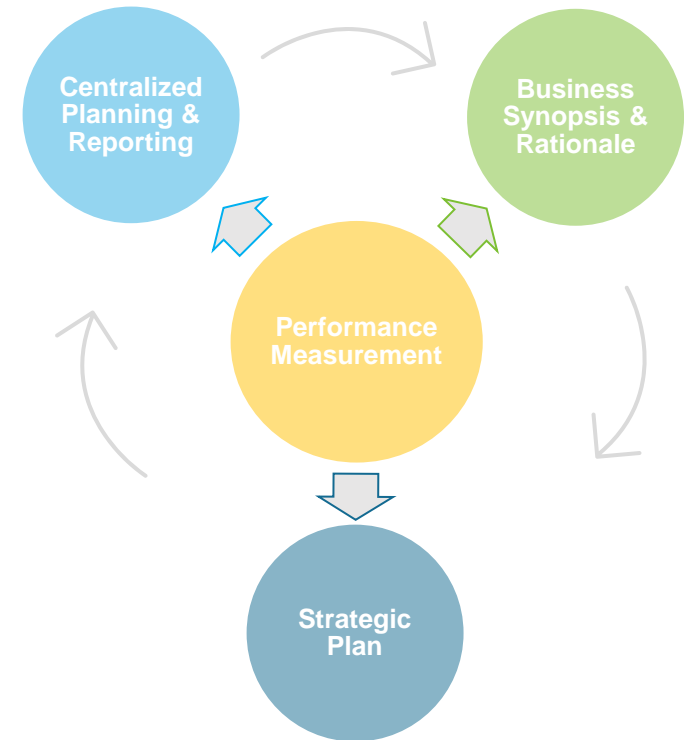 Centralized
Planning &
Reporting
Business
Synopsis &
Rationale
Performance
Measurement
Strategic
Plan